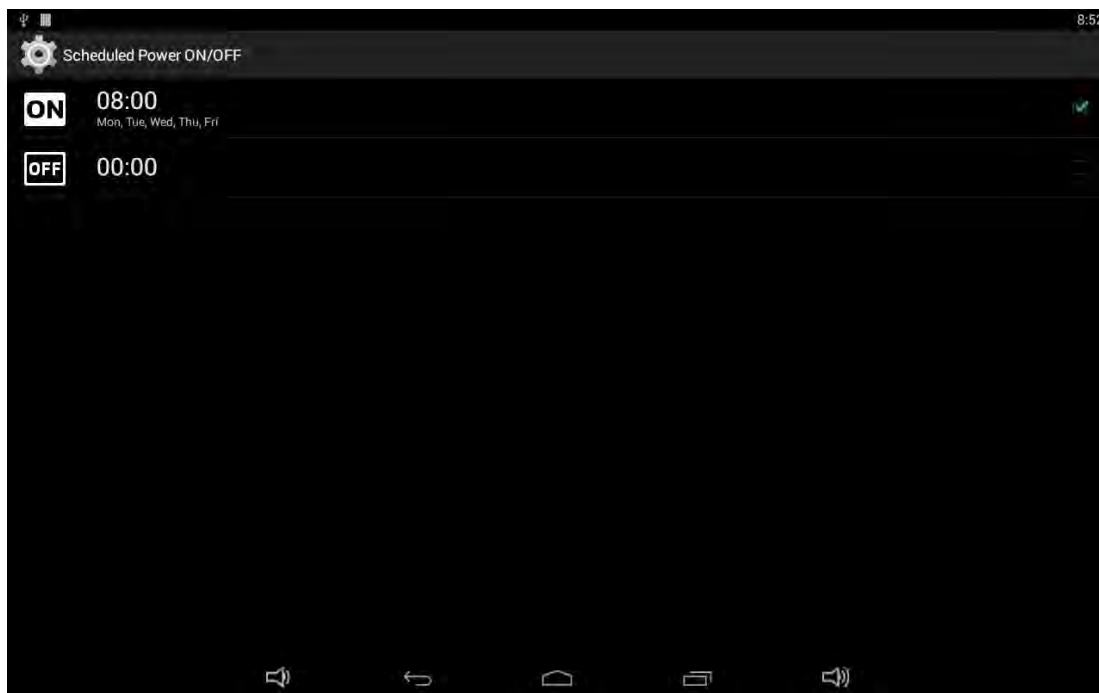 8:52
Scheduled Power ON/OFF
ON
08:00
Mon, Tue, Wed, Thu, Fri
OFF
00:00